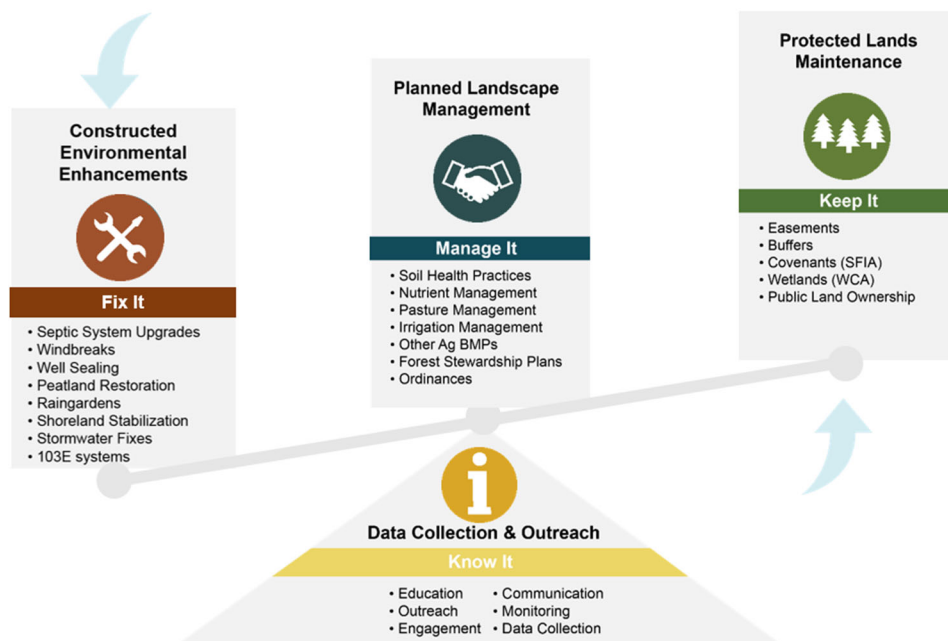 Constructed
Environmental
Enhancements
Fix It
• Septic System Upgrades
• Windbreaks
• Well Sealing
• Peatland Restoration
• Raingardens
• Shoreland Stabilization
• Stormwater Fixes
• 103E systems
Planned Landscape
Management
Manage It
• Soil Health Practices
• Nutrient Management
• Pasture Management
• Irrigation Management
• Other Ag BMPs
• Forest Stewardship Plans
• Ordinances
Protected Lands
Maintenance
Keep It
• Easements
• Buffers
• Covenants (SFIA)
• Wetlands (WCA)
• Public Land Ownership
Data Collection & Outreach
Know It
• Education
• Outreach
• Engagement
• Communication
• Monitoring
• Data Collection